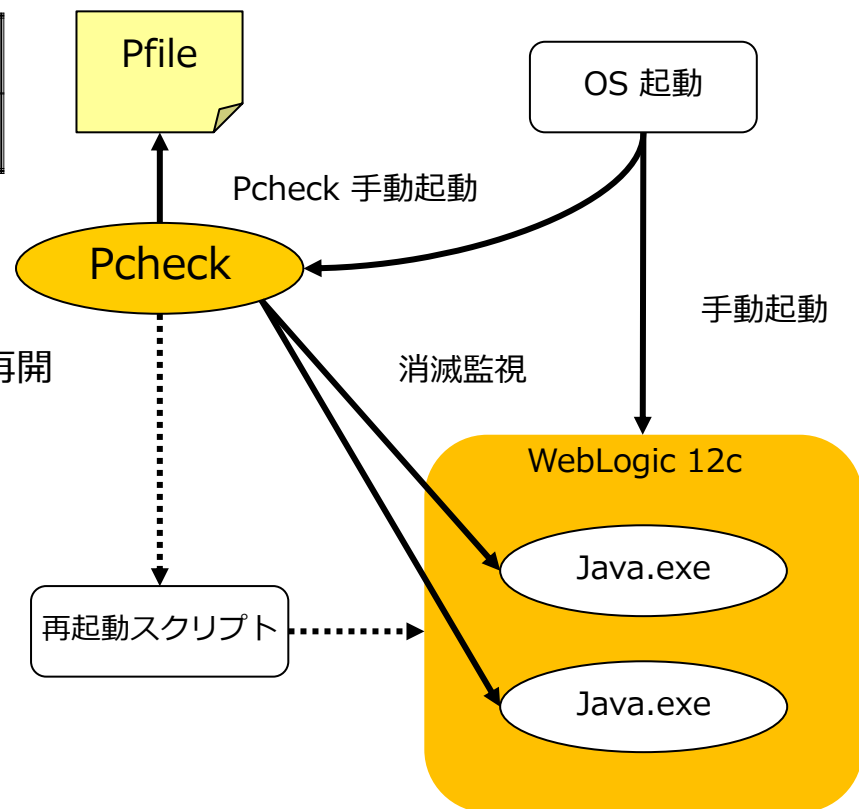 Pfile
OS 起動
Pcheck 手動起動
Pcheck
手動起動
再開
消滅監視
WebLogic 12c
Java.exe
再起動スクリプト
Java.exe